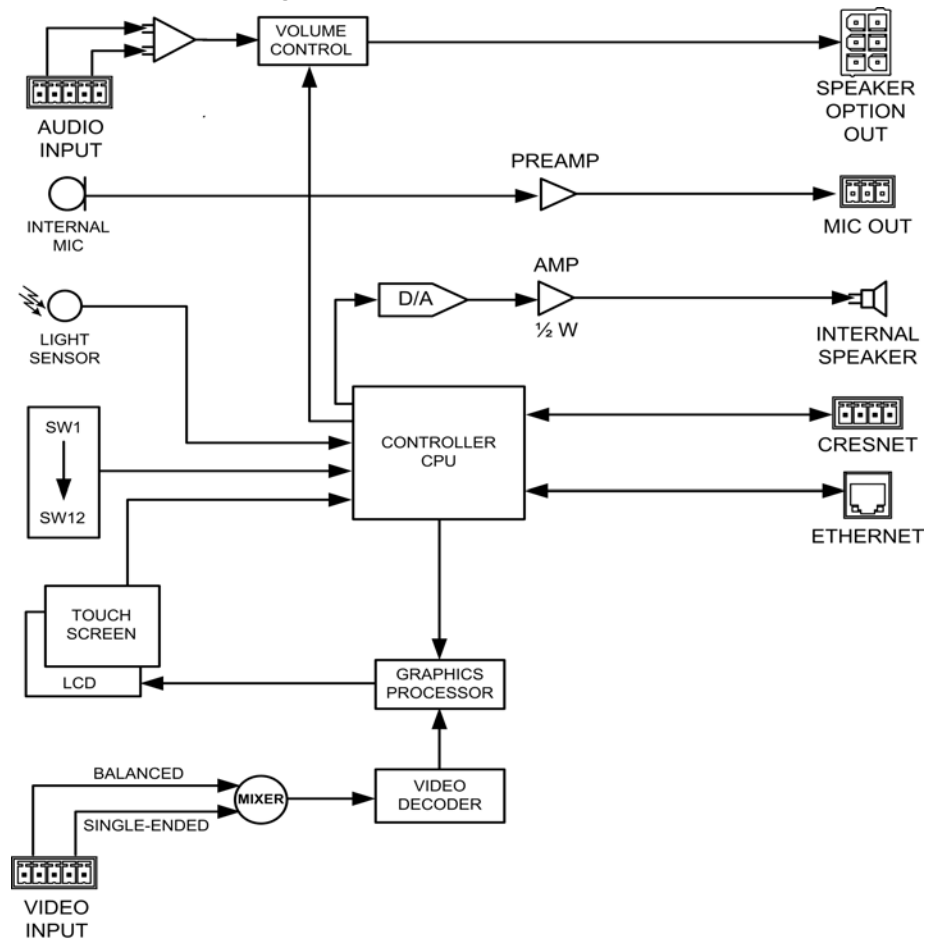 VOLUME
CONTROL
SPEAKER
OPTION
OUT
AUDIO
INPUT
PREAMP
INTERNAL
MIC
MIC OUT
AMP
D/A
½ W
LIGHT
SENSOR
INTERNAL
SPEAKER
SW1
SW12
CONTROLLER
CPU
CRESNET
ETHERNET
TOUCH
SCREEN
LCD
GRAPHICS
PROCESSOR
BALANCED
MIXER
SINGLE-ENDED
VIDEO
DECODER
VIDEO
INPUT